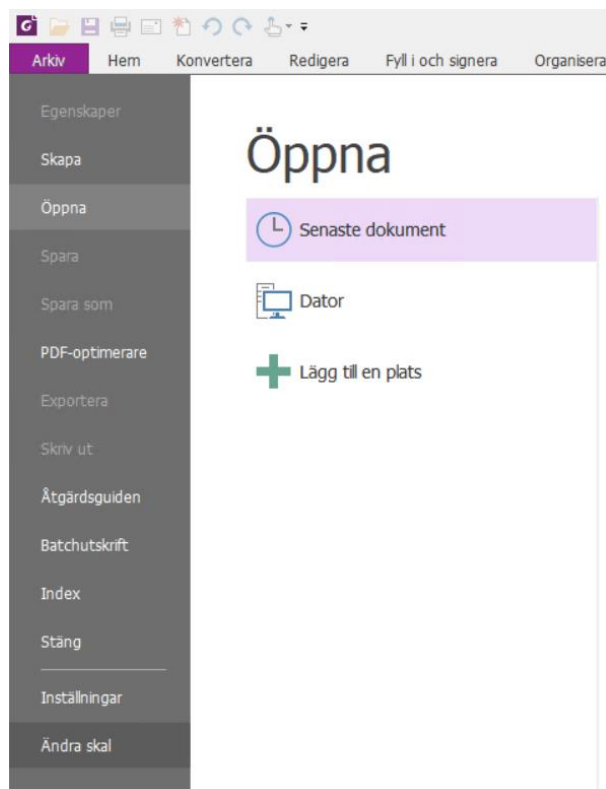 Arkiv Hem Konvertera Redigera Fyll i och signera Organisera
Egenskaper
Skapa
Öppna
Spara
Spara som
PDF-optimerare
Exportera
Skriv ut
Åtgärdsguiden
Batchutskrift
Index
Stäng
Inställningar
Ändra skal
Öppna
Senaste dokument
Dator
Lägg till en plats